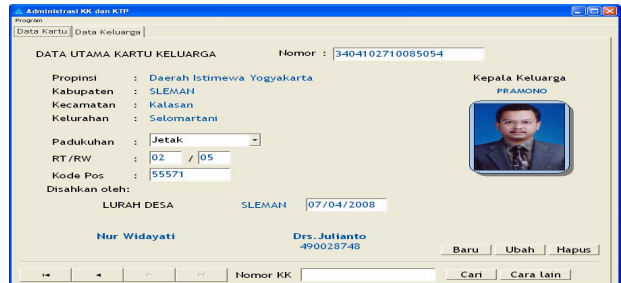 Administrasi KK dan KTP
Program
Data Kartu Data Keluarga
DATA UTAMA KARTU KELUARGA Nomor : 3404102710085054
Propinsi : Daerah Istimewa Yogyakarta Kepala Keluarga
Kabupaten : SLEMAN PRAMONO
Kecamatan : Kalasan
Kelurahan : Selomartani
Padukuhan : Jetak
RT/RW : 02 / 05
Kode Pos : 55571
Disahkan oleh:
LURAH DESA SLEMAN 07/04/2008
Nur Widayati Drs.Julianto
490028748
Baru Ubah Hapus
Nomor KK Cari Cara lain